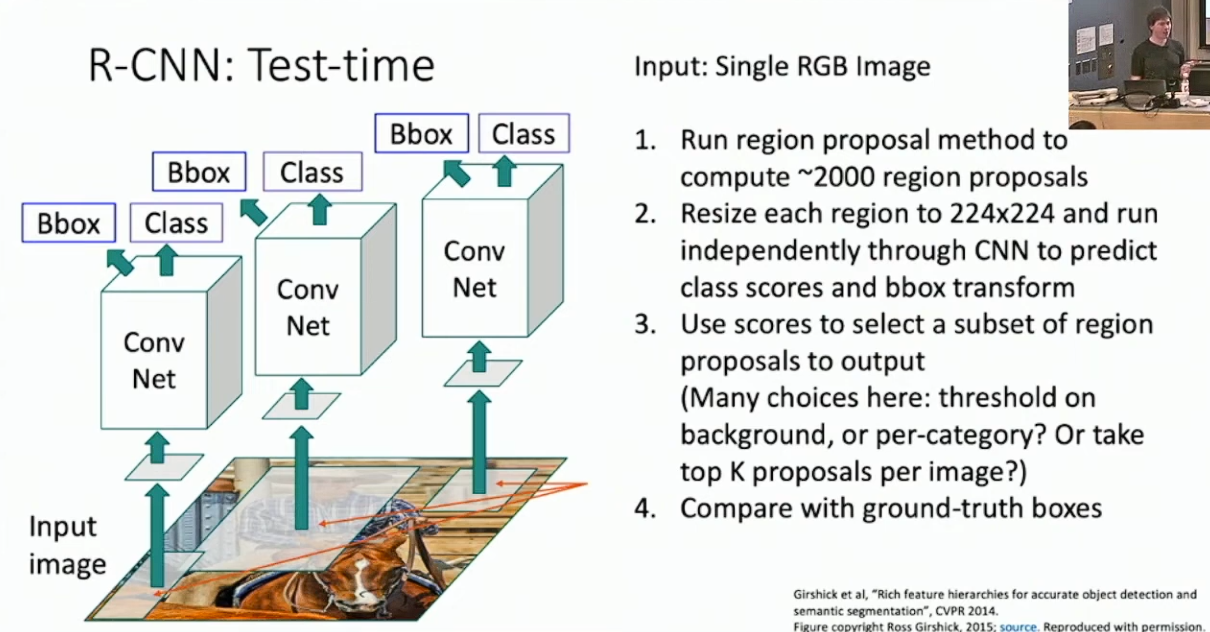 R-CNN: Test-time
Input: Single RGB Image
1. Run region proposal method to
compute ~2000 region proposals
2. Resize each region to 224x224 and run
independently through CNN to predict
class scores and bbox transform
3. Use scores to select a subset of region
proposals to output
(Many choices here: threshold on
background, or per-category? Or take
top K proposals per image?)
4. Compare with ground-truth boxes
Bbox
Class
Bbox
Class
Bbox
Class
Conv
Net
Conv
Net
Conv
Net
Input
image
Girshick et al, "Rich feature hierarchies for accurate object detection and
semantic segmentation", CVPR 2014.
Figure copyright Ross Girshick, 2015; source. Reproduced with permission.